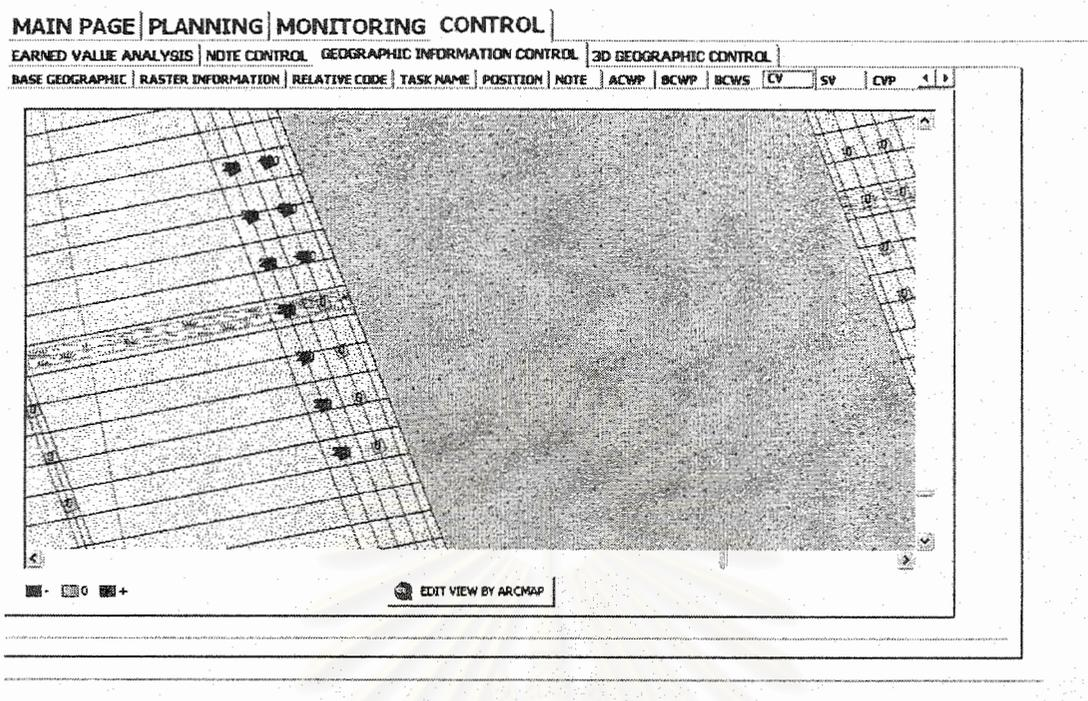 MAIN PAGE PLANNING MONITORING CONTROL
EARNED VALUE ANALYSIS NOTE CONTROL GEOGRAPHIC INFORMATION CONTROL 3D GEOGRAPHIC CONTROL
BASE GEOGRAPHIC RASTER INFORMATION RELATIVE CODE TASK NAME POSITION NOTE ACWP BCWP BCWS CV SV CVP
- 0 +
EDIT VIEW BY ARCMAP